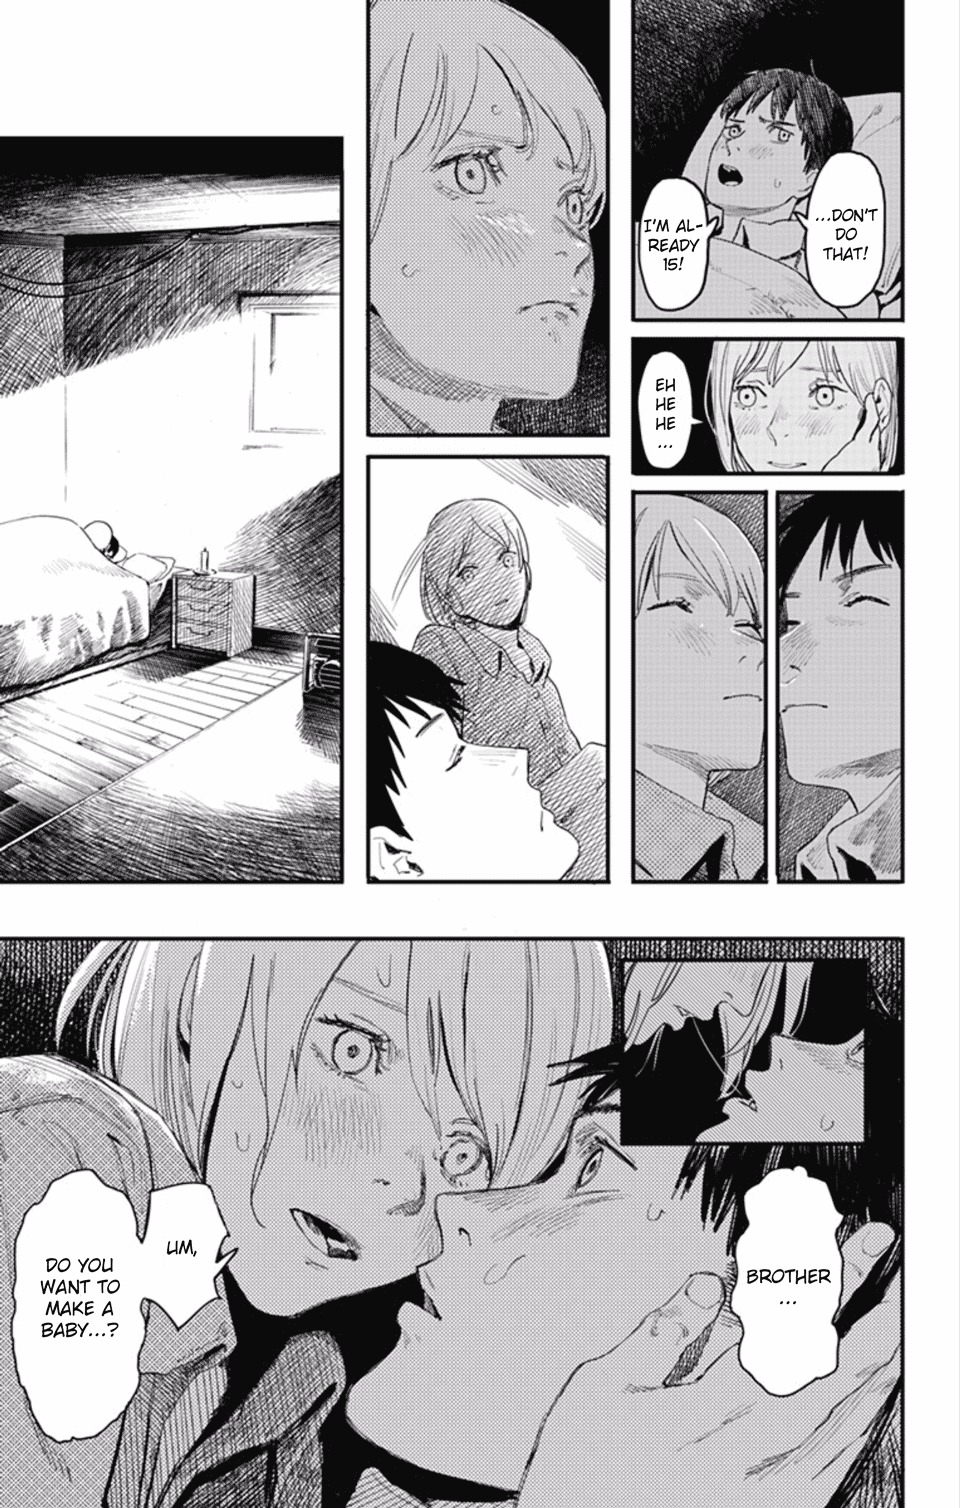 ...DON'T
DO
THAT!
I'M AL-
READY
15!
EH
HE
HE
...
BROTHER
...
UM,
DO YOU
WANT TO
MAKE A
BABY...?